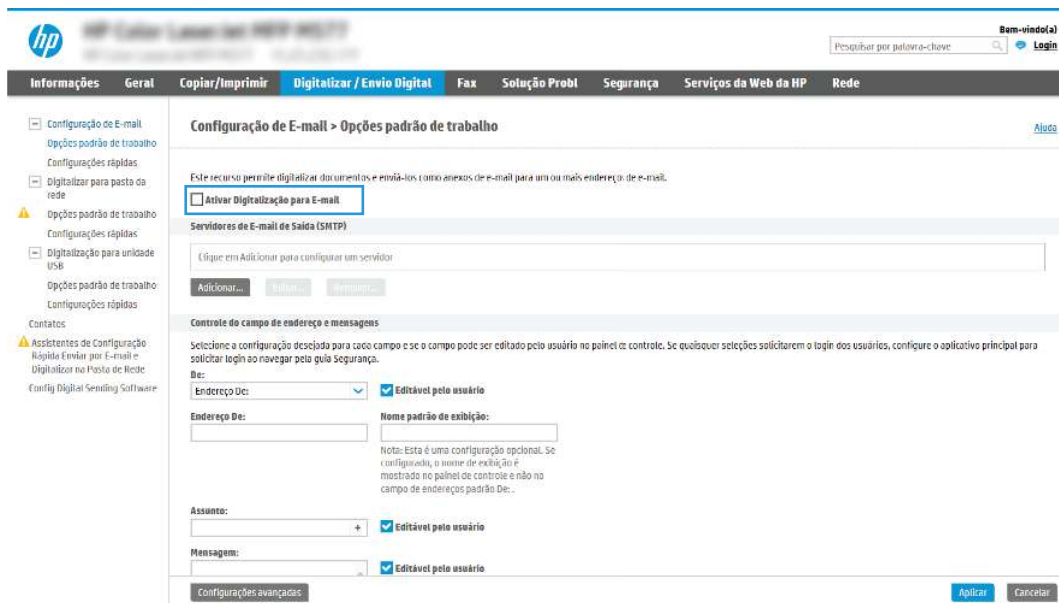 hp
Bem-vindo(a)
Pesquisar por palavra-chave
Login
Informações Geral Copiar/Imprimir Digitalizar / Envio Digital Fax Solução Probl Segurança Serviços da Web da HP Rede
Configuração de E-mail
Opções padrão de trabalho
Configurações rápidas
Digitalizar para pasta da
rede
Opções padrão de trabalho
Configurações rápidas
Digitalização para unidade
USB
Opções padrão de trabalho
Configurações rápidas
Contatos
Assistentes de Configuração
Rápida Enviar por E-mail e
Digitalizar na Pasta de Rede
Config Digital Sending Software
Configuração de E-mail > Opções padrão de trabalho
Ajuda
Este recurso permite digitalizar documentos e enviá-los como anexos de e-mail para um ou mais endereços de e-mail.
Ativar Digitalização para E-mail
Servidores de E-mail de Saída (SMTP)
Clique em Adicionar para configurar um servidor
Adicionar...
Controle do campo de endereço e mensagens
Selecione a configuração desejada para cada campo e se o campo pode ser editado pelo usuário no painel de controle. Se quaisquer seleções solicitarem o login dos usuários, configure o aplicativo principal para
solicitar login ao navegar pela guia Segurança.
De:
Endereço De: Editável pelo usuário
Endereço De: Nome padrão de exibição:
Nota: Esta é uma configuração opcional. Se
configurado, o nome de exibição é
mostrado no painel de controle e não no
campo de endereços padrão De: .
Assunto:
+ Editável pelo usuário
Mensagem:
Editável pelo usuário
Configurações avançadas Aplicar Cancelar